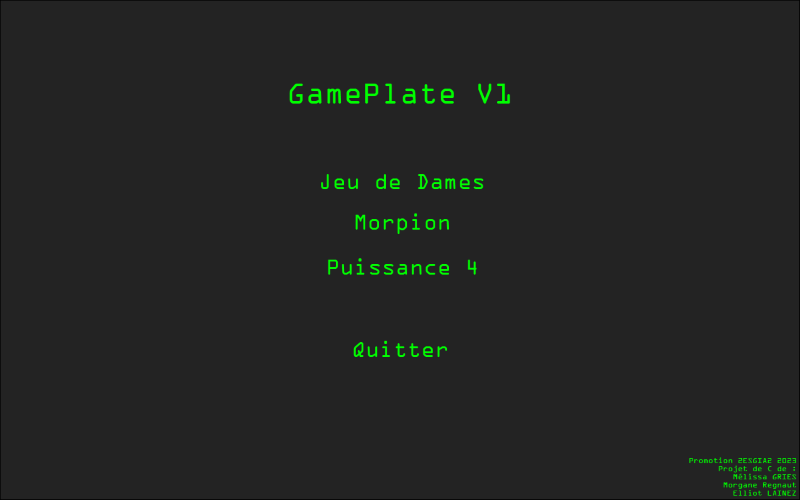 GamePlate V1
Jeu de Dames
Morpion
Puissance 4
Quitter
Promotion 2ESGIA2 2023
Projet de C de :
Mélissa GRIES
Morgane Regnaut
Elliot LAINEZ